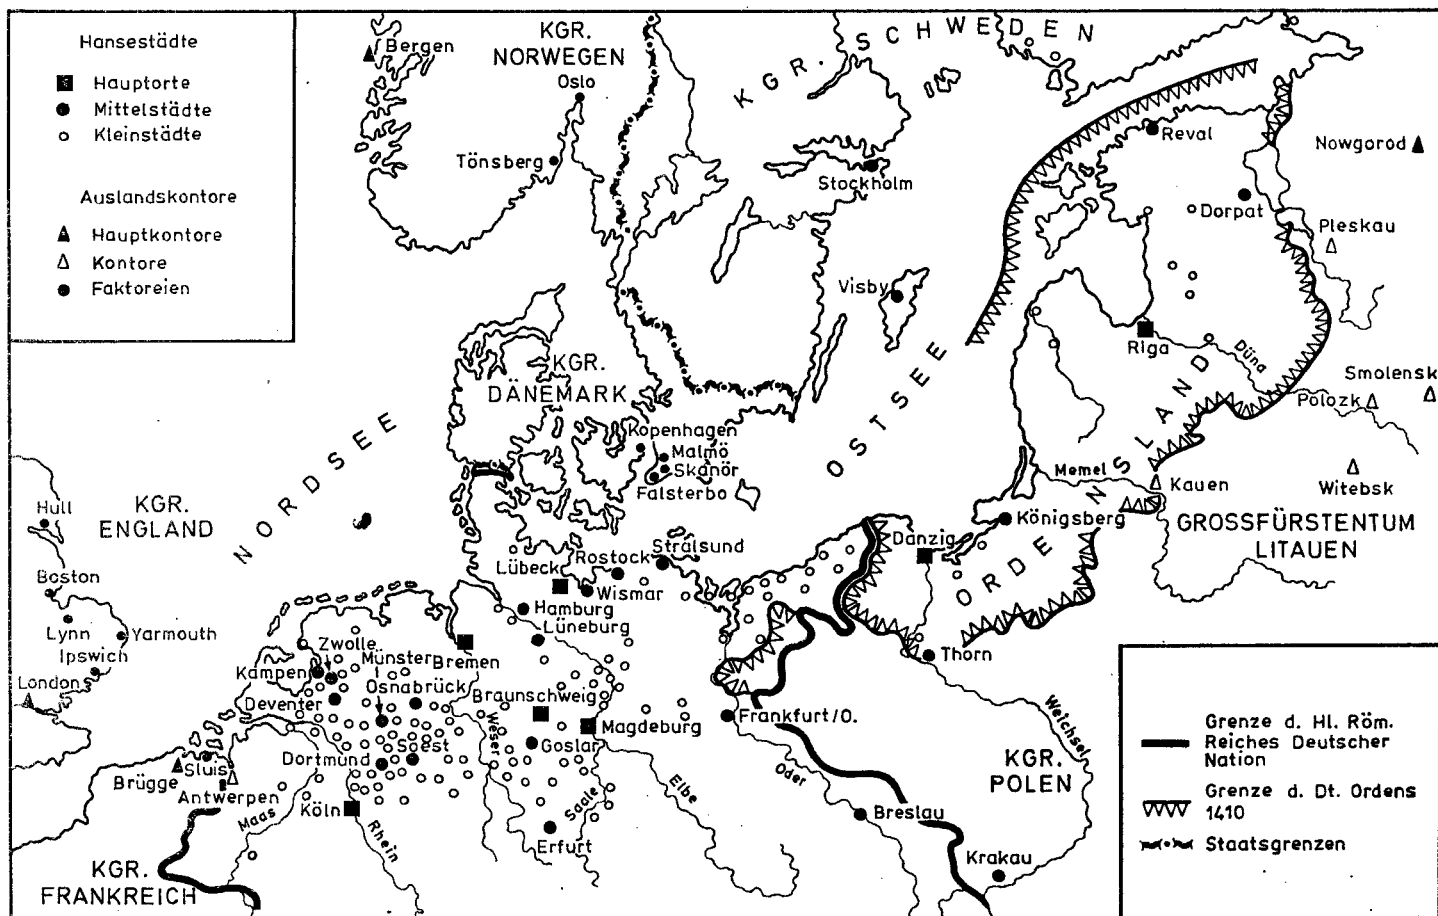 Hansestädte
Hauptorte
Mittelstädte
Kleinstädte
Auslandskontore
Hauptkontore
Kontore
Faktoreien
Bergen
KGR.
NORWEGEN
Oslo
Tönsberg
KGR. SCHWEDEN
Stockholm
Reval
Nowgorod
Dorpat
Pleskau
Visby
Riga
Düna
Smolensk
Polozk
Witebsk
KGR.
DÄNEMARK
Kopenhagen
Malmö
Skanör
Falsterbo
NORDSEE
OSTSEE
ORDENSLAND
Memel
Kauen
GROSSFÜRSTENTUM
LITAUEN
Königsberg
Danzig
KGR.
ENGLAND
Hull
Boston
Lynn
Yarmouth
Ipswich
London
Lübeck
Rostock
Stralsund
Wismar
Hamburg
Lüneburg
Bremen
Zwolle
Münster
Kampen
Osnabrück
Deventer
Braunschweig
Magdeburg
Weser
Goslar
Soest
Dortmund
Sluis
Brügge
Antwerpen
Köln
Maas
Rhein
Saale
Elbe
Erfurt
Frankfurt/O.
Oder
Breslau
Thorn
Weichsel
KGR.
POLEN
Krakau
KGR.
FRANKREICH
Grenze d. Hl. Röm.
Reiches Deutscher
Nation
Grenze d. Dt. Ordens
1410
Staatsgrenzen